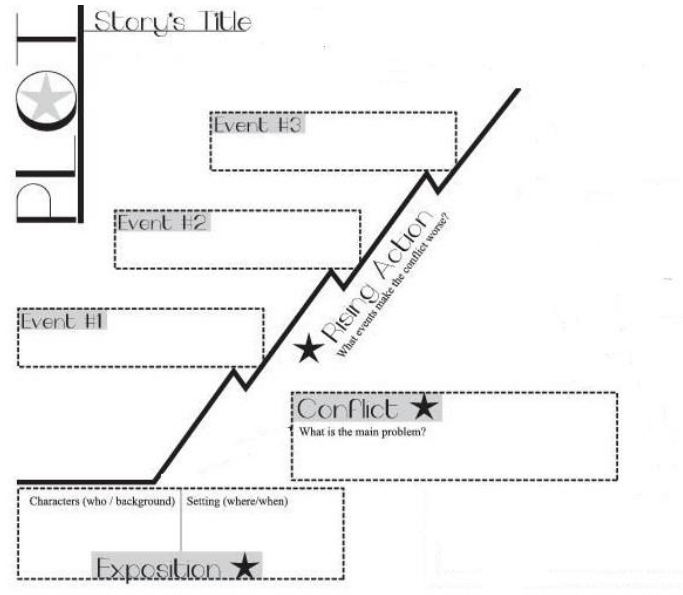 PLOT
Story's Title
Event #3
Event #2
Event #1
Rising Action
What events make the conflict worse?
Conflict
What is the main problem?
Characters (who / background)
Setting (where/when)
Exposition